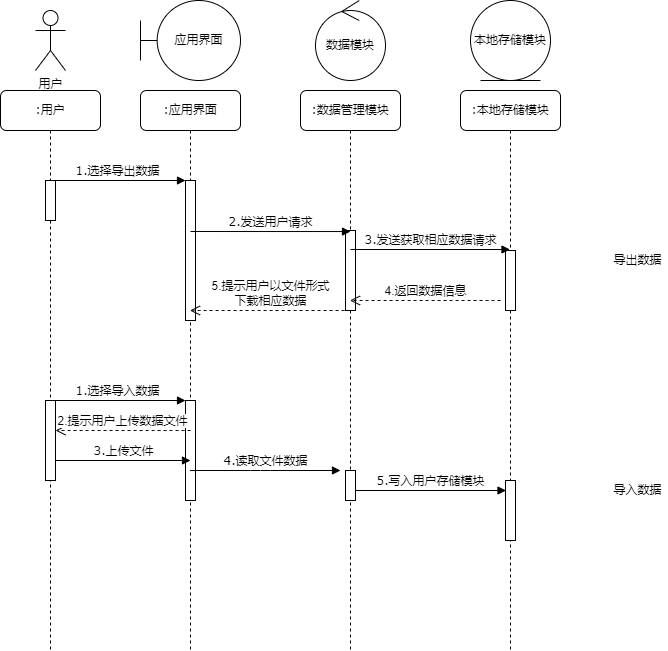 用户
应用界面
数据模块
本地存储模块
:用户
:应用界面
:数据管理模块
:本地存储模块
1.选择导出数据
2.发送用户请求
3.发送获取相应数据请求
导出数据
4.返回数据信息
5.提示用户以文件形式
下载相应数据
1.选择导入数据
2.提示用户上传数据文件
3.上传文件
4.读取文件数据
5.写入用户存储模块
导入数据